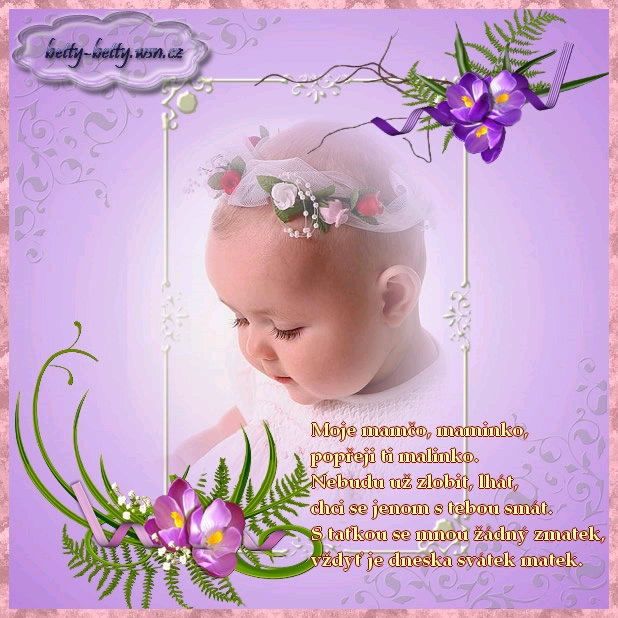 betty-betty.wsn.cz
Moje mamčo, maminko,
popřeji ti malinko.
Nebudu už zlobit, lhát,
chci se jenom s tebou smát.
S taťkou se mnou žádný zmatek,
vždyť je dneska svátek matek.